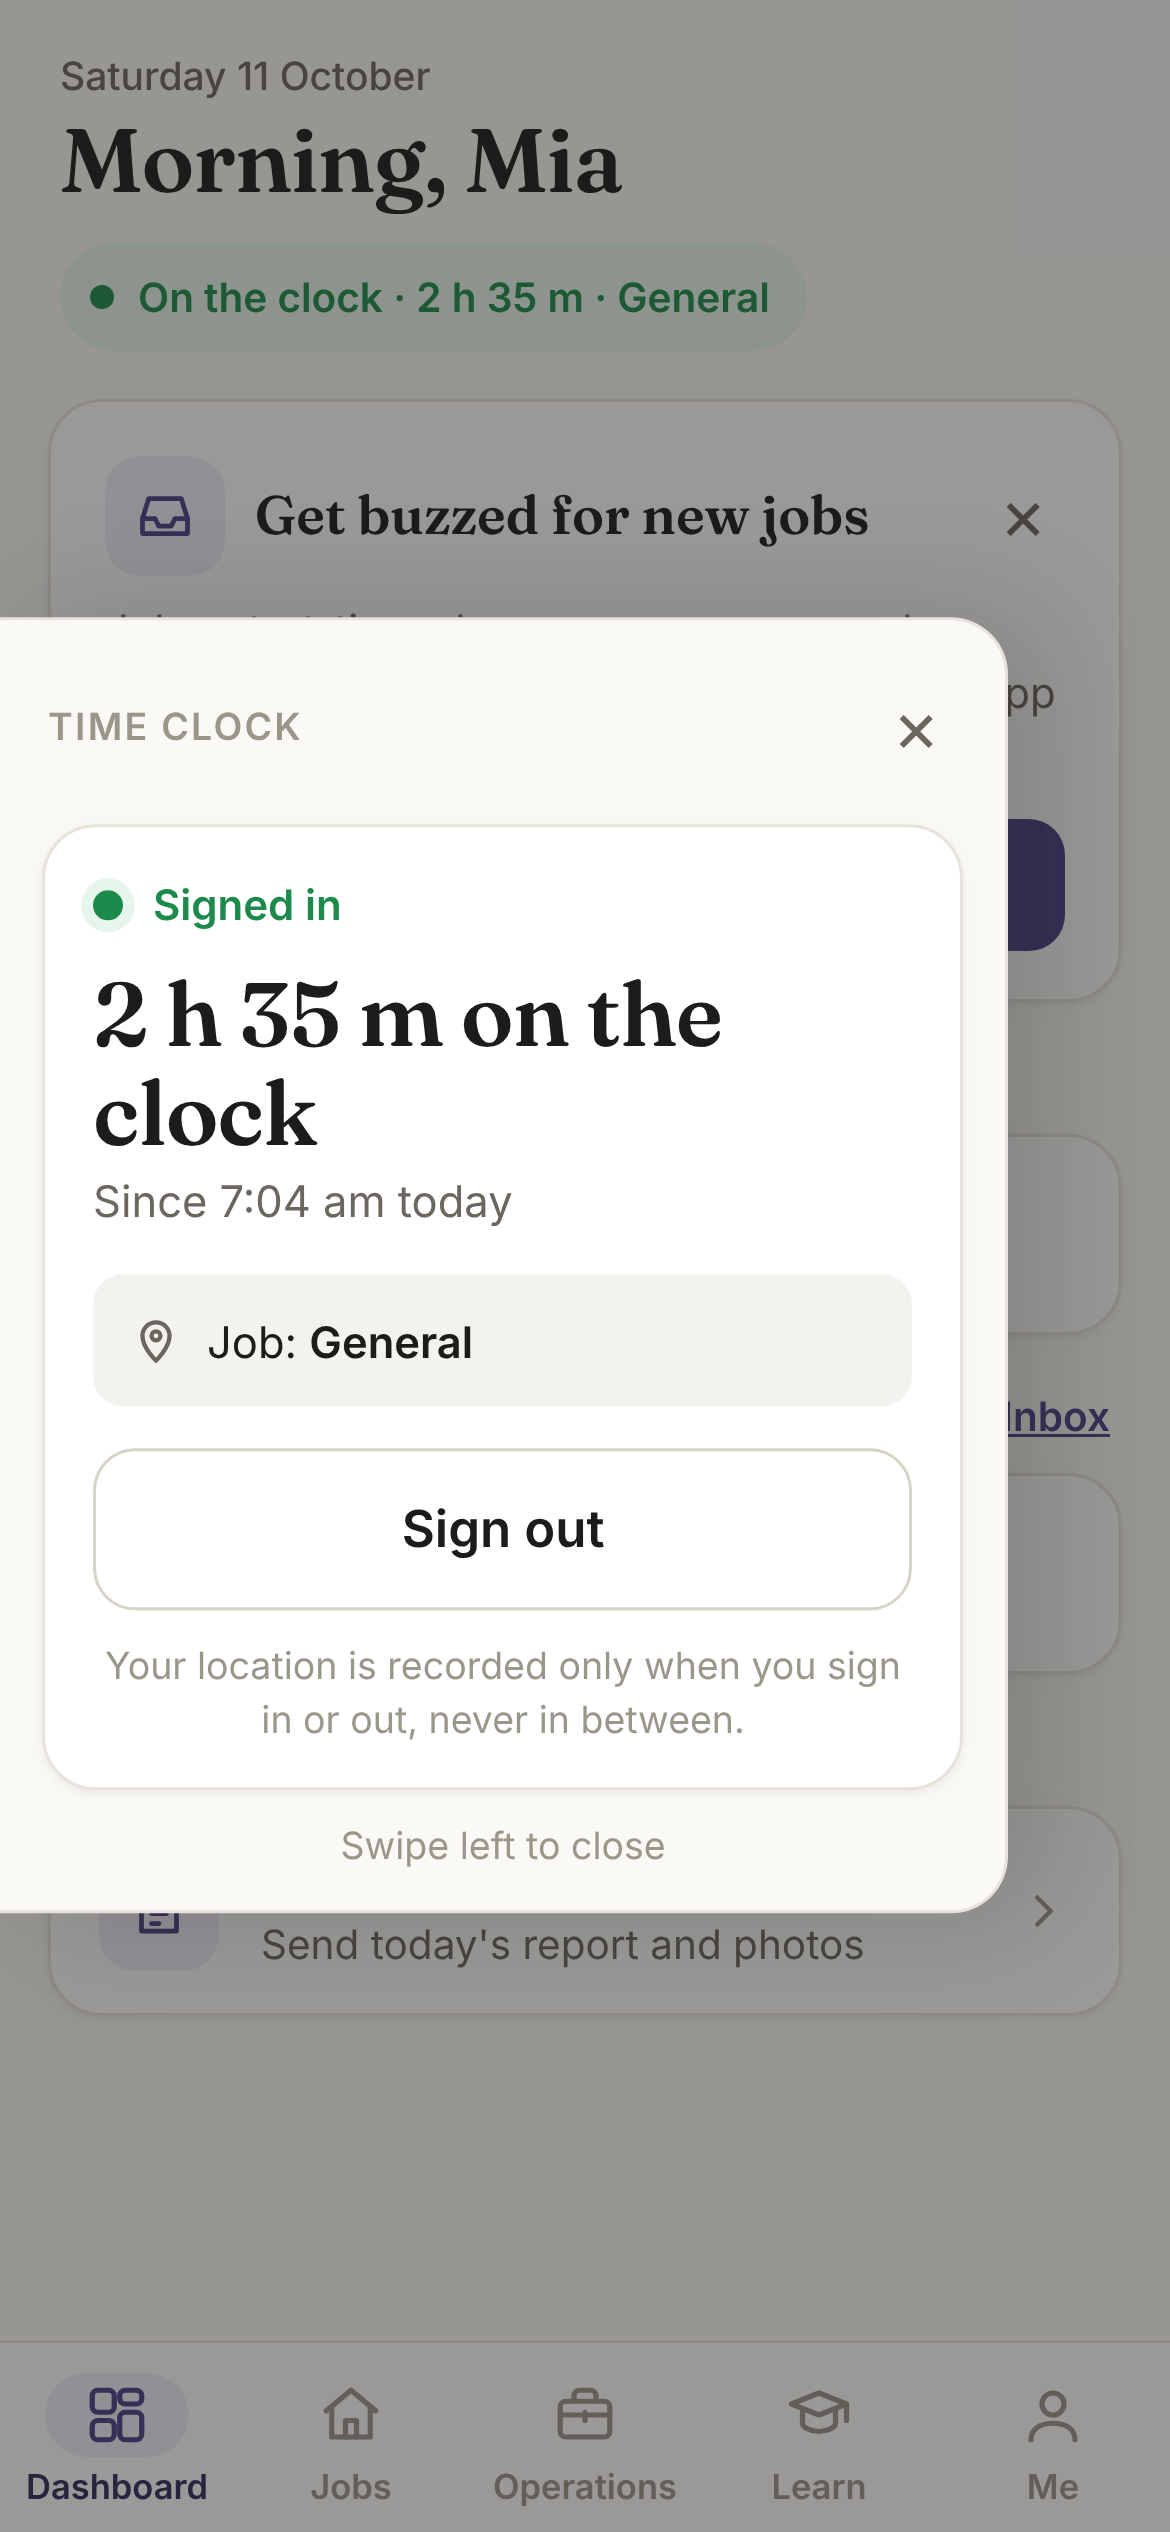 Saturday 11 October
Morning, Mia
On the clock · 2 h 35 m · General
Get buzzed for new jobs
pp
TIME CLOCK
Signed in
2 h 35 m on the
clock
Since 7:04 am today
Job: General
Inbox
Sign out
Your location is recorded only when you sign
in or out, never in between.
Swipe left to close
Send today's report and photos
Dashboard
Jobs
Operations
Learn
Me